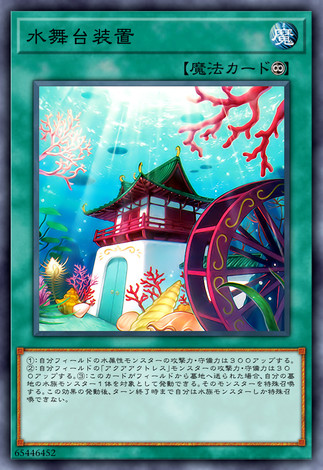 水舞台装置
魔
【魔法カード♾】
①:自分フィールドの水属性モンスターの攻撃力・守備力は300アップする。
②:自分フィールドの「アクアアクトレス」モンスターの攻撃力・守備力は30
0アップする。③:このカードがフィールドから墓地へ送られた場合、自分の墓
地の水族モンスター1体を対象として発動できる。そのモンスターを特殊召喚
する。この効果の発動後、ターン終了時まで自分は水族モンスターしか特殊召
喚できない。
65446452